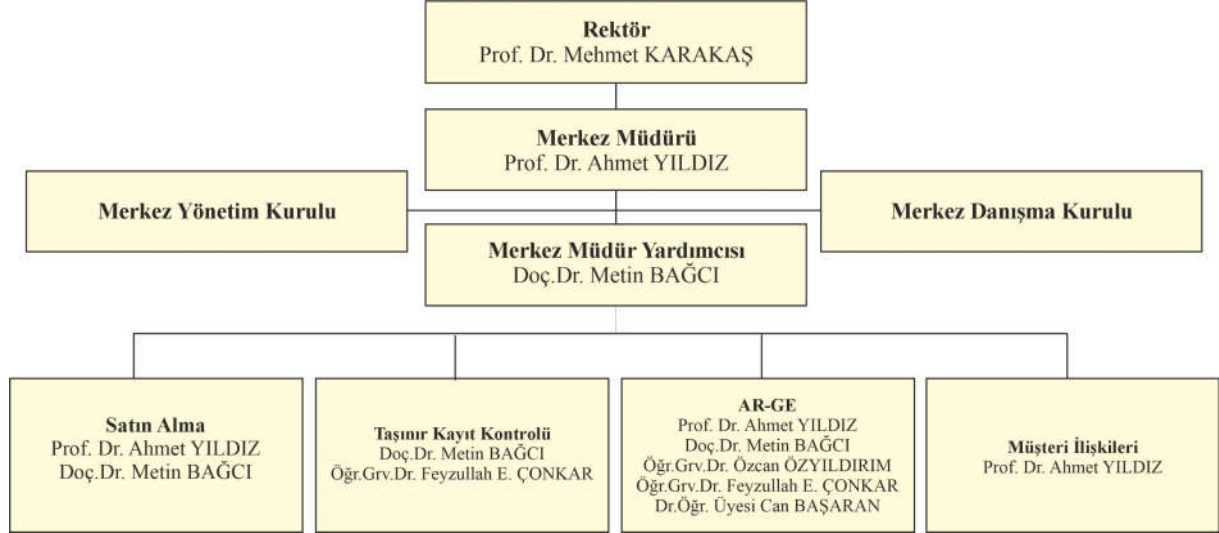 Rektör
Prof. Dr. Mehmet KARAKAŞ
Merkez Müdürü
Prof. Dr. Ahmet YILDIZ
Merkez Yönetim Kurulu
Merkez Danışma Kurulu
Merkez Müdür Yardımcısı
Doç.Dr. Metin BAĞCI
Satın Alma
Prof. Dr. Ahmet YILDIZ
Doç.Dr. Metin BAĞCI
Taşınır Kayıt Kontrolü
Doç.Dr. Metin BAĞCI
Öğr.Grv.Dr. Feyzullah E. ÇONKAR
AR-GE
Prof. Dr. Ahmet YILDIZ
Doç.Dr. Metin BAĞCI
Öğr.Grv.Dr. Özcan ÖZYILDIRIM
Öğr.Grv.Dr. Feyzullah E. ÇONKAR
Dr.Öğr. Üyesi Can BAŞARAN
Müşteri İlişkileri
Prof. Dr. Ahmet YILDIZ